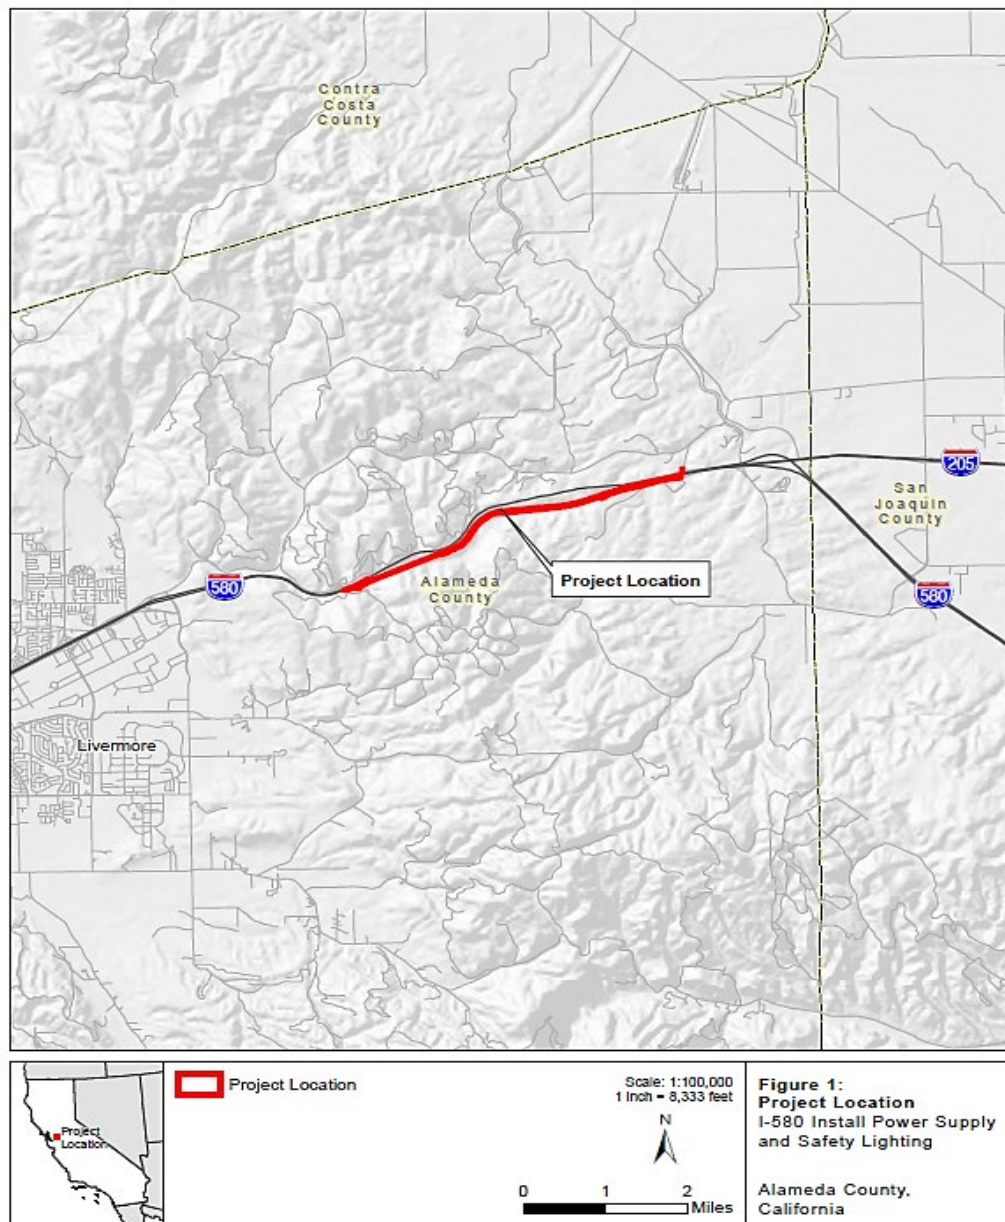 Contra
Costa
County
205
San
Joaquin
County
580
Alameda
County
Project Location
580
Livermore
Project
Location
Project Location
Scale: 1:100,000
1 Inch = 8,333 feet
N
0 1 2
Miles
Figure 1:
Project Location
I-580 Install Power Supply
and Safety Lighting
Alameda County,
California